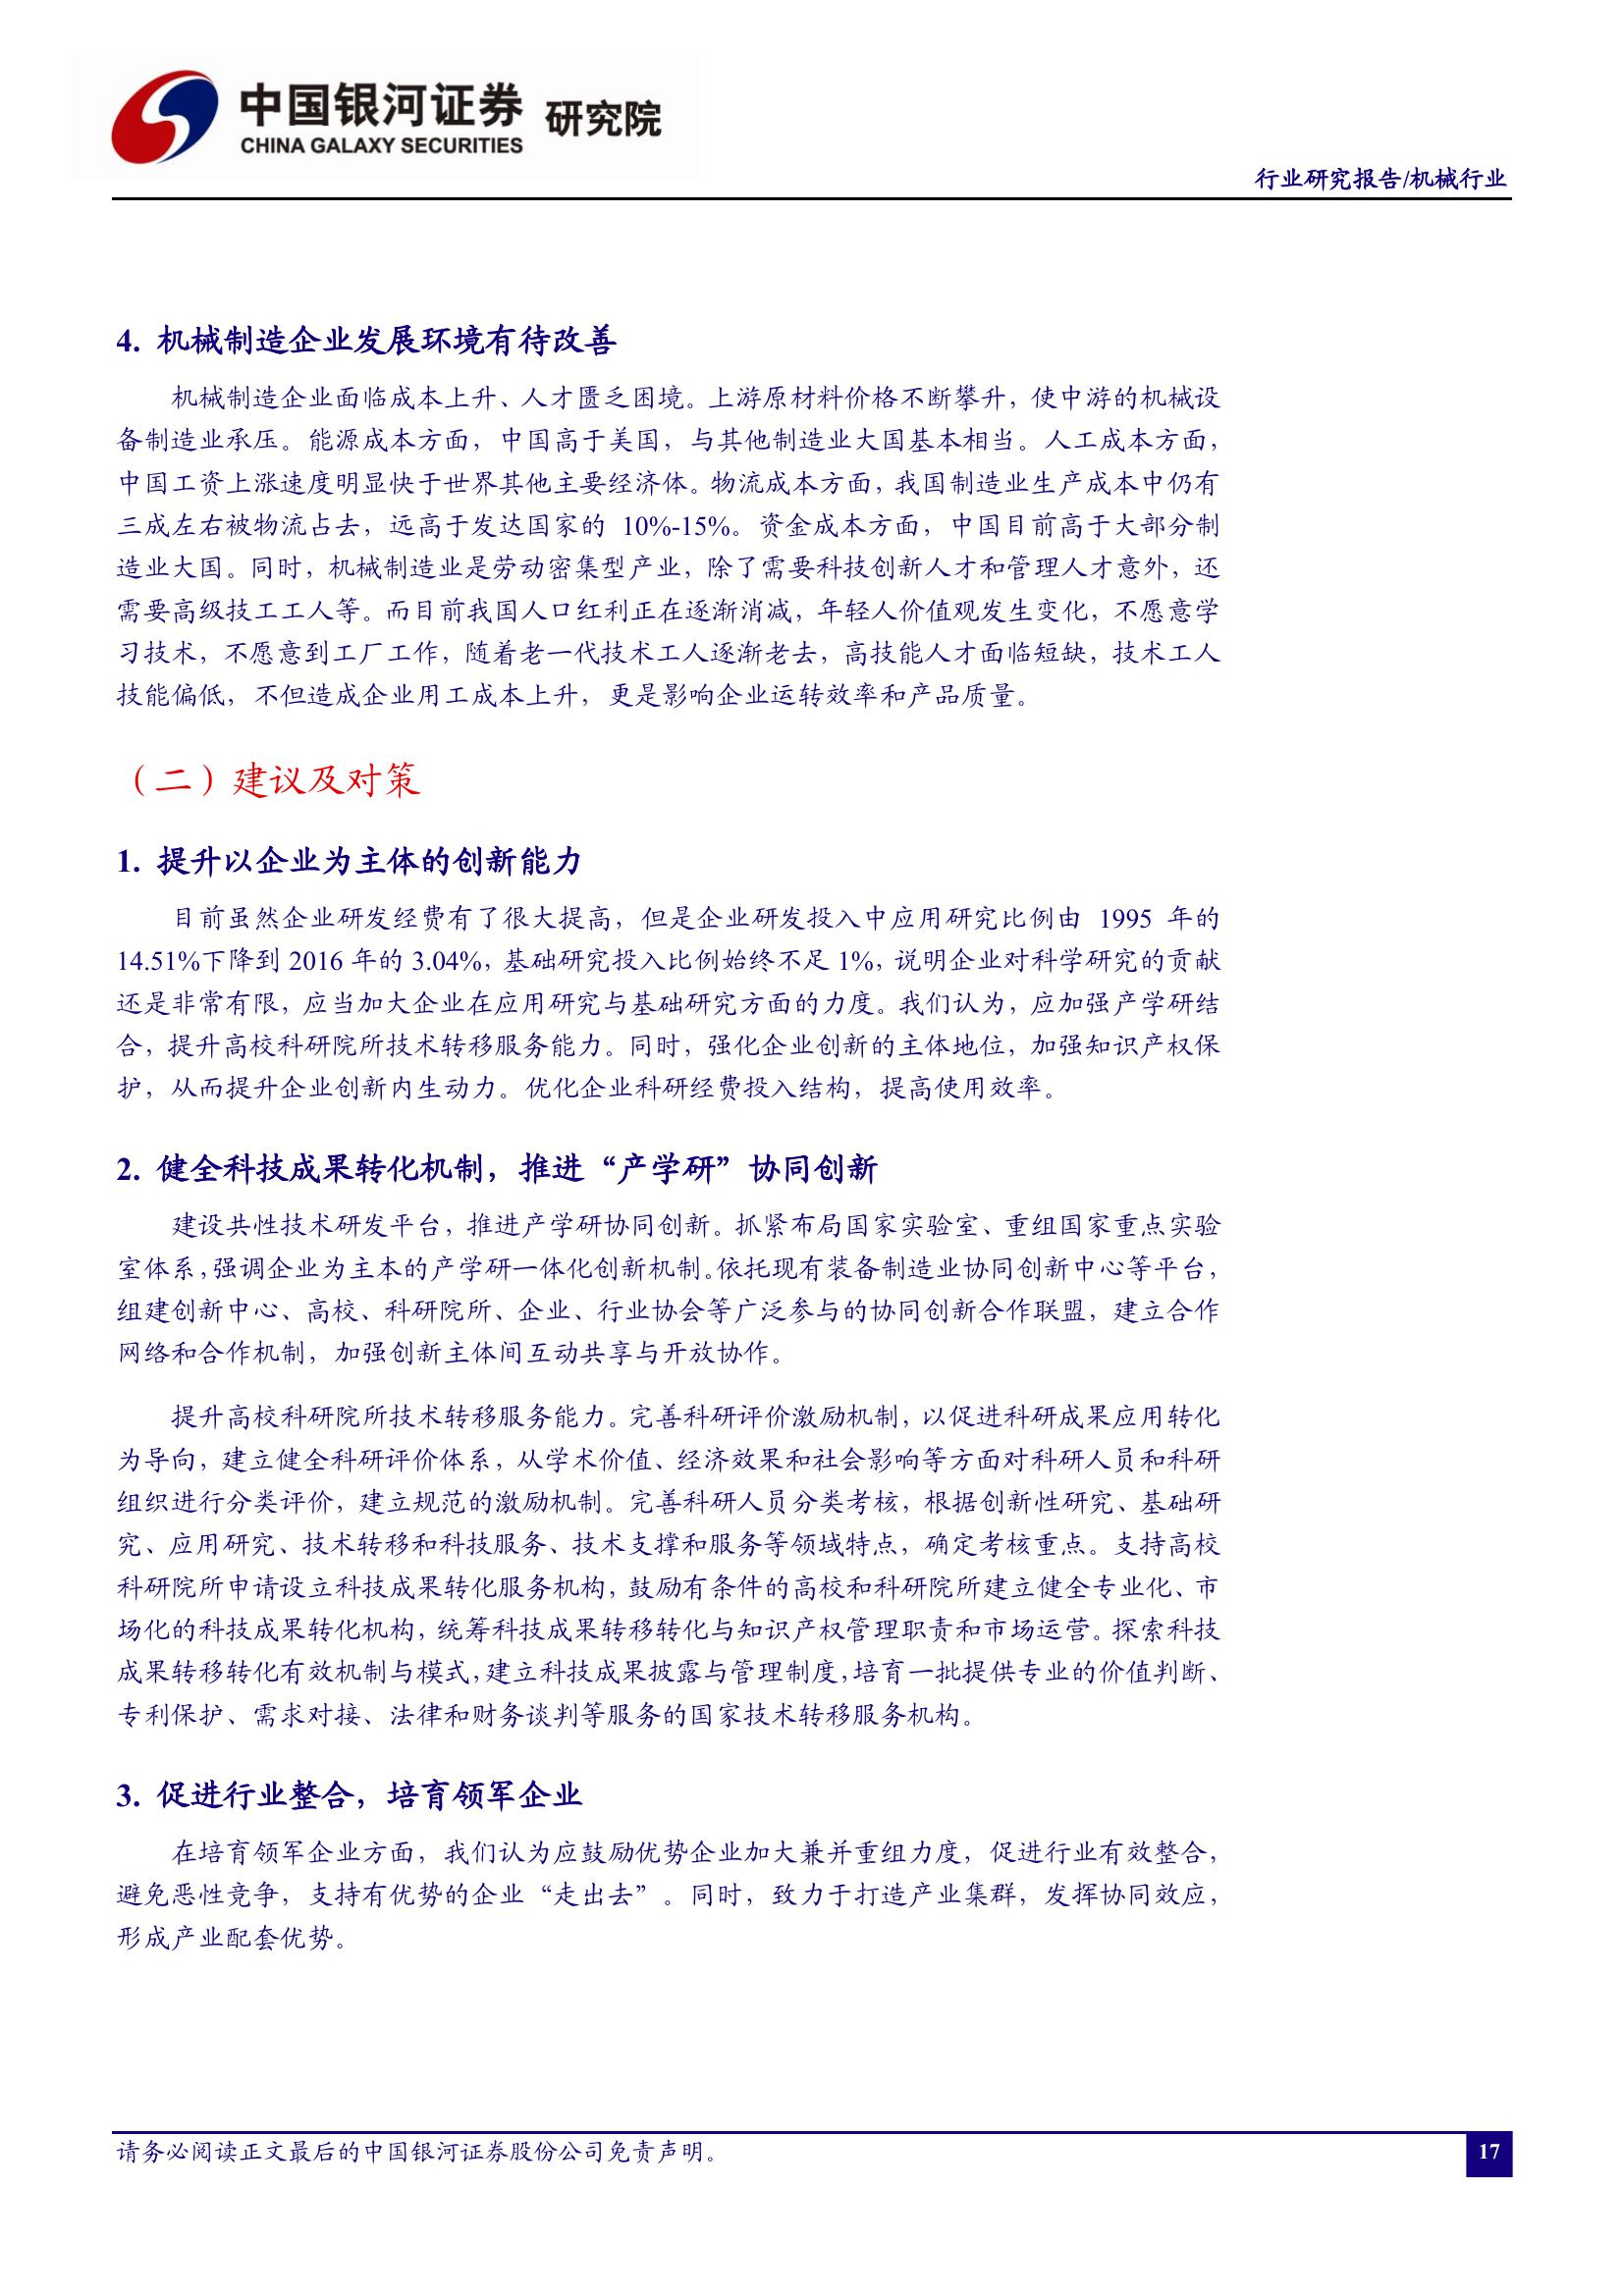 中国银河证券 研究院
CHINA GALAXY SECURITIES
行业研究报告/机械行业
4. 机械制造企业发展环境有待改善
机械制造企业面临成本上升、人才匮乏困境。上游原材料价格不断攀升，使中游的机械设
备制造业承压。能源成本方面，中国高于美国，与其他制造业大国基本相当。人工成本方面，
中国工资上涨速度明显快于世界其他主要经济体。物流成本方面，我国制造业生产成本中仍有
三成左右被物流占去，远高于发达国家的 10%-15%。资金成本方面，中国目前高于大部分制
造业大国。同时，机械制造业是劳动密集型产业，除了需要科技创新人才和管理人才意外，还
需要高级技工工人等。而目前我国人口红利正在逐渐消减，年轻人价值观发生变化，不愿意学
习技术，不愿意到工厂工作，随着老一代技术工人逐渐老去，高技能人才面临短缺，技术工人
技能偏低，不但造成企业用工成本上升，更是影响企业运转效率和产品质量。
（二）建议及对策
1. 提升以企业为主体的创新能力
目前虽然企业研发经费有了很大提高，但是企业研发投入中应用研究比例由 1995 年的
14.51%下降到 2016 年的 3.04%，基础研究投入比例始终不足 1%，说明企业对科学研究的贡献
还是非常有限，应当加大企业在应用研究与基础研究方面的力度。我们认为，应加强产学研结
合，提升高校科研院所技术转移服务能力。同时，强化企业创新的主体地位，加强知识产权保
护，从而提升企业创新内生动力。优化企业科研经费投入结构，提高使用效率。
2. 健全科技成果转化机制，推进“产学研”协同创新
建设共性技术研发平台，推进产学研协同创新。抓紧布局国家实验室、重组国家重点实验
室体系，强调企业为主本的产学研一体化创新机制。依托现有装备制造业协同创新中心等平台，
组建创新中心、高校、科研院所、企业、行业协会等广泛参与的协同创新合作联盟，建立合作
网络和合作机制，加强创新主体间互动共享与开放协作。
提升高校科研院所技术转移服务能力。完善科研评价激励机制，以促进科研成果应用转化
为导向，建立健全科研评价体系，从学术价值、经济效果和社会影响等方面对科研人员和科研
组织进行分类评价，建立规范的激励机制。完善科研人员分类考核，根据创新性研究、基础研
究、应用研究、技术转移和科技服务、技术支撑和服务等领域特点，确定考核重点。支持高校
科研院所申请设立科技成果转化服务机构，鼓励有条件的高校和科研院所建立健全专业化、市
场化的科技成果转化机构，统筹科技成果转移转化与知识产权管理职责和市场运营。探索科技
成果转移转化有效机制与模式，建立科技成果披露与管理制度，培育一批提供专业的价值判断、
专利保护、需求对接、法律和财务谈判等服务的国家技术转移服务机构。
3. 促进行业整合，培育领军企业
在培育领军企业方面，我们认为应鼓励优势企业加大兼并重组力度，促进行业有效整合，
避免恶性竞争，支持有优势的企业“走出去”。同时，致力于打造产业集群，发挥协同效应，
形成产业配套优势。
请务必阅读正文最后的中国银河证券股份公司免责声明。
17